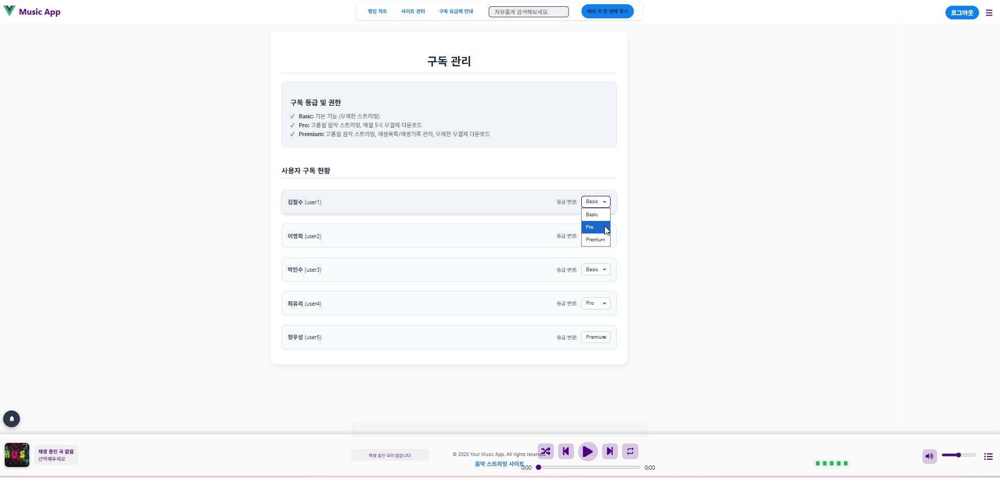 Music App
랭킹 차트
사이트 관리
구독 요금제 안내
자유롭게 검색해보세요.
여러 곡 한 번에 찾기
로그아웃
구독 관리
구독 등급 및 권한
✓ Basic: 기본 기능 (무제한 스트리밍)
✓ Pro: 고품질 음악 스트리밍, 매월 5곡 무결제 다운로드
✓ Premium: 고품질 음악 스트리밍, 재생목록/재생기록 관리, 무제한 무결제 다운로드
사용자 구독 현황
김철수 (user1)
등급 변경:
Basic
Basic
Pro
Premium
이영희 (user2)
등급 변경:
박민수 (user3)
등급 변경:
Basic
최유리 (user4)
등급 변경:
Pro
정우성 (user5)
등급 변경:
Premium
재생 중인 곡 없음
선택해주세요
재생 중인 곡이 없습니다.
© 2025 Your Music App. All rights reserved.
음악 스트리밍 사이트
0:00
0:00